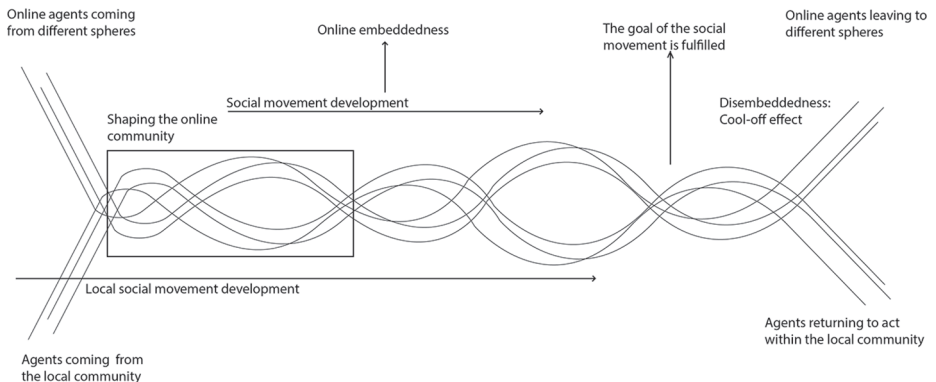 Online agents coming
from different spheres
Online embeddedness
The goal of the social
movement is fulfilled
Online agents leaving to
different spheres
Social movement development
Shaping the online
community
Disembeddedness:
Cool-off effect
Local social movement development
Agents coming from
the local community
Agents returning to act
within the local community